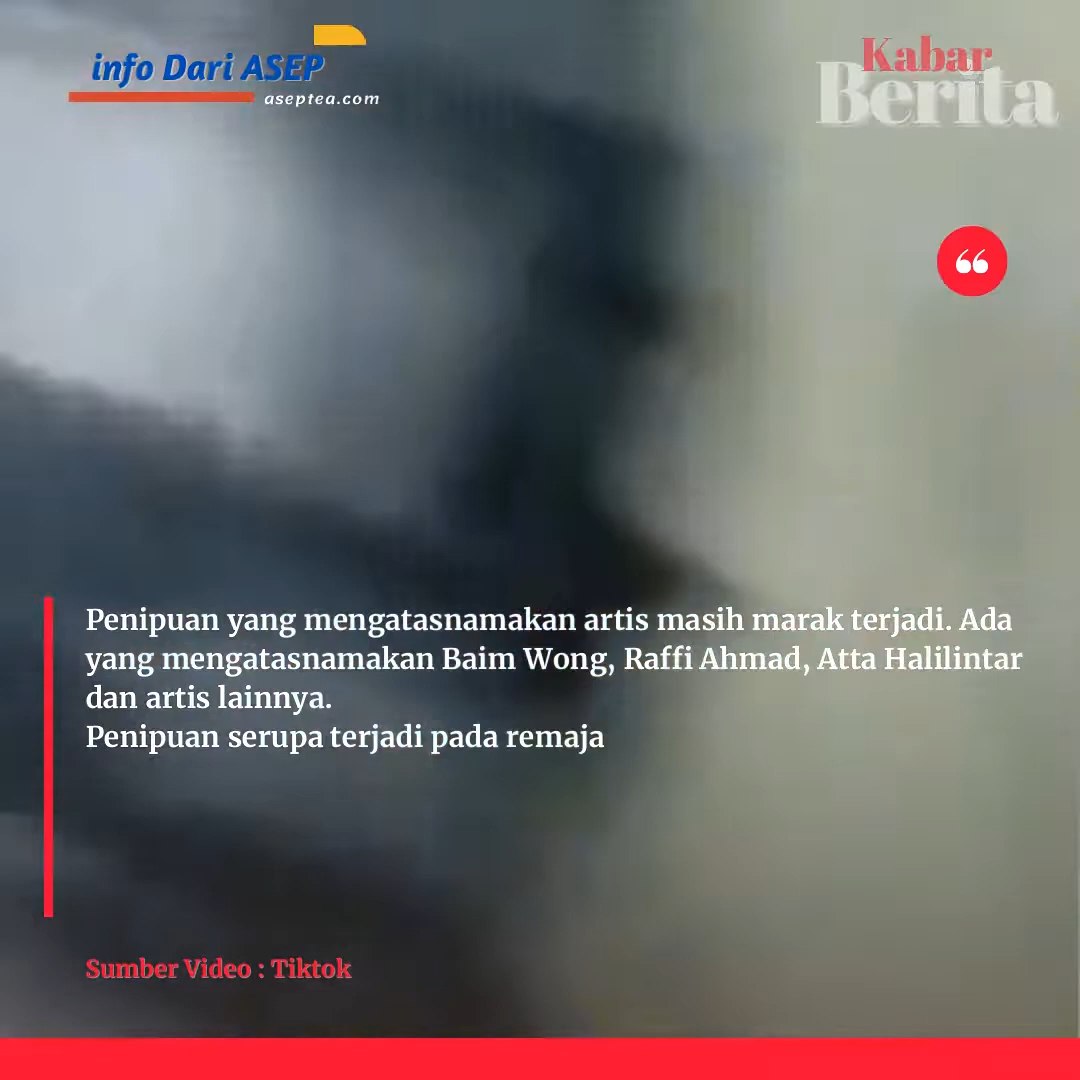 info Dari ASEP
aseptea.com
Kabar
Berita
Penipuan yang mengatasnamakan artis masih marak terjadi. Ada
yang mengatasnamakan Baim Wong, Raffi Ahmad, Atta Halilintar
dan artis lainnya.
Penipuan serupa terjadi pada remaja
Sumber Video : Tiktok